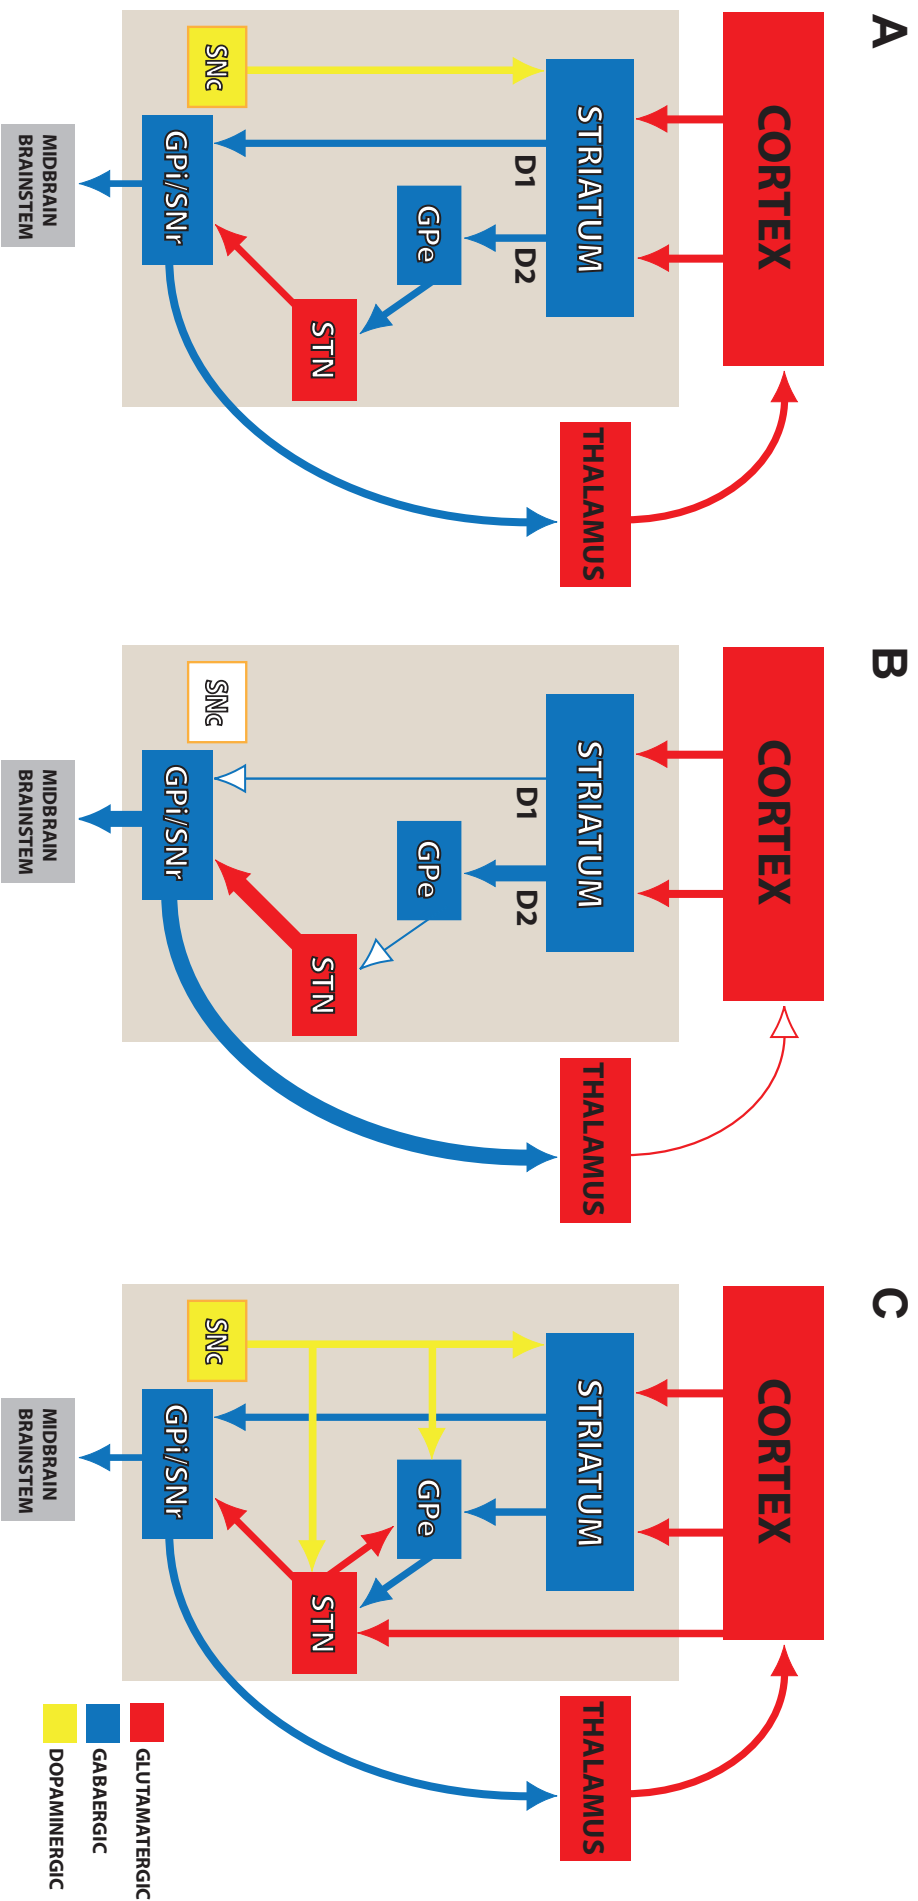 A
CORTEX
STRIATUM
D1
D2
GPe
SNc
STN
GPi/SNr
THALAMUS
MIDBRAIN
BRAINSTEM
B
CORTEX
STRIATUM
D1
D2
GPe
SNc
STN
GPi/SNr
THALAMUS
MIDBRAIN
BRAINSTEM
C
CORTEX
STRIATUM
GPe
SNc
STN
GPi/SNr
THALAMUS
MIDBRAIN
BRAINSTEM
GLUTAMATERGIC
GABAERGIC
DOPAMINERGIC